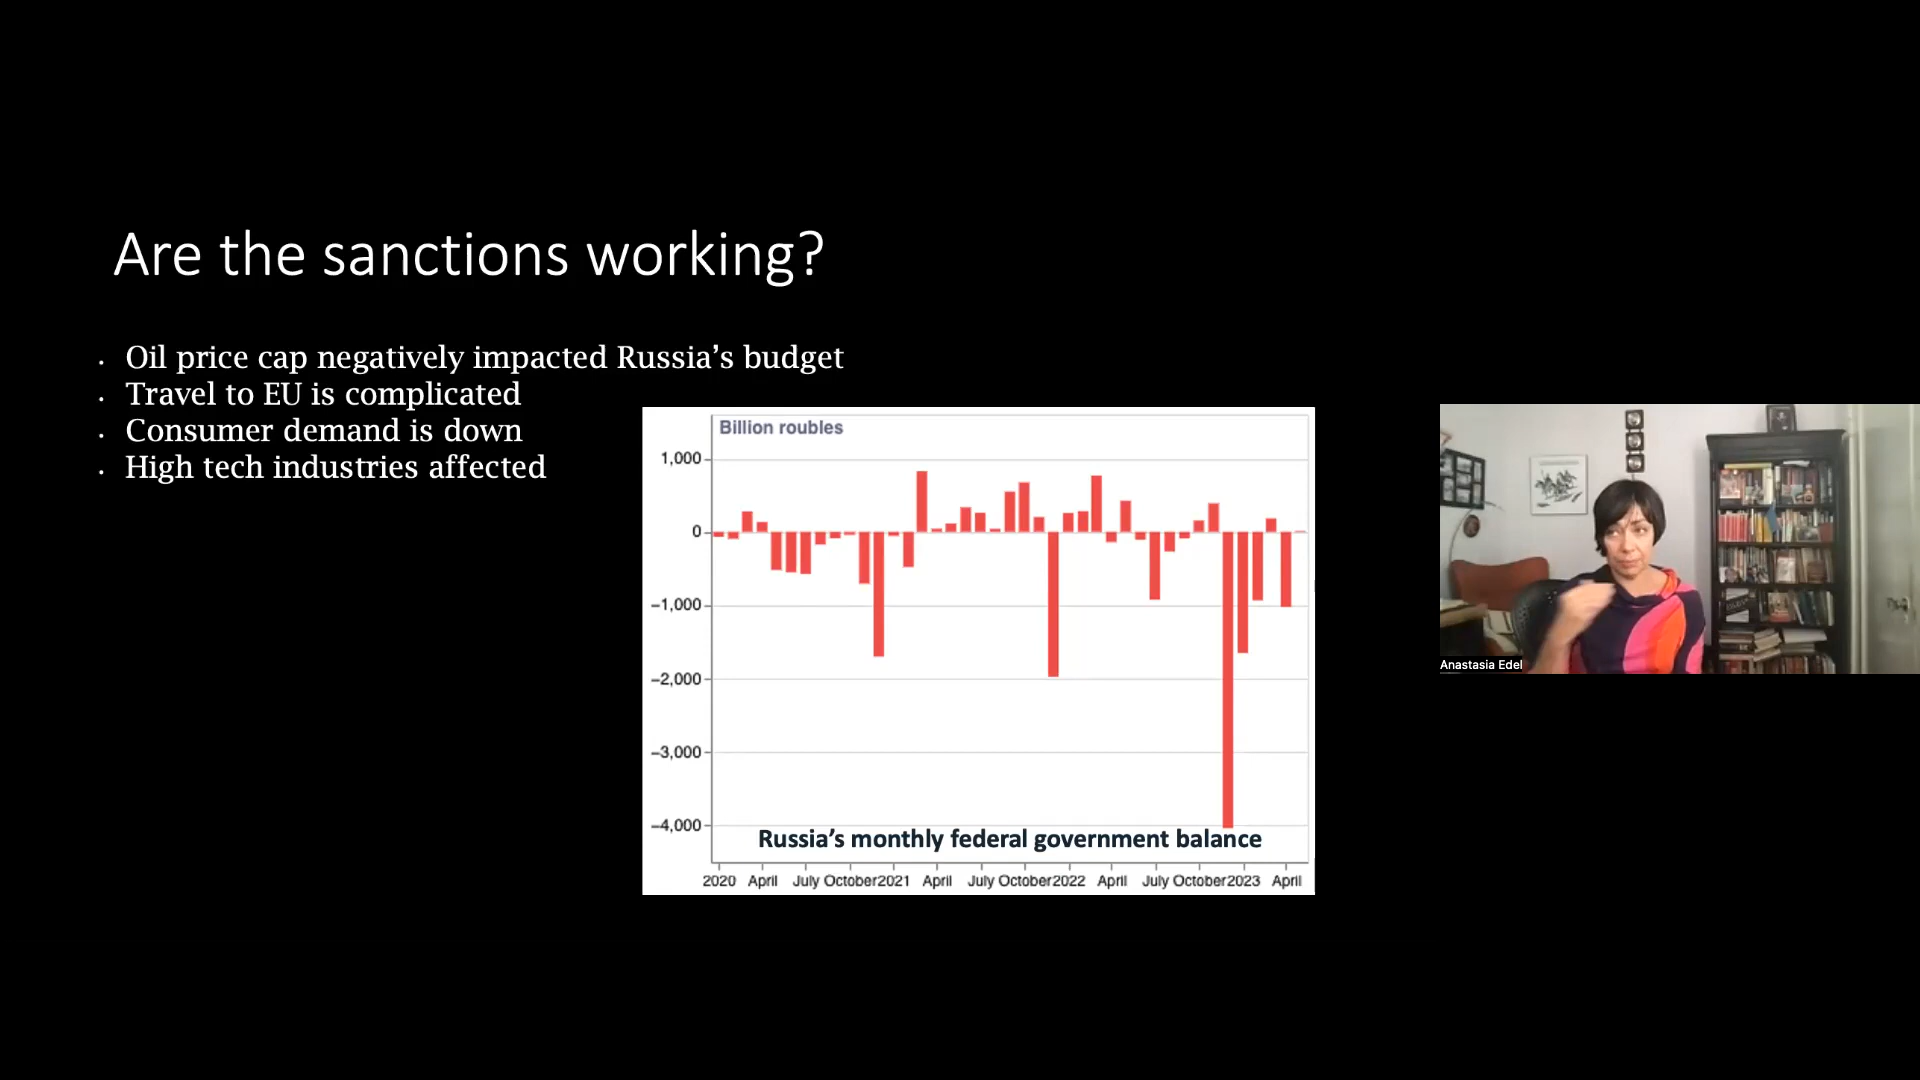 Are the sanctions working?
· Oil price cap negatively impacted Russia’s budget
· Travel to EU is complicated
· Consumer demand is down
· High tech industries affected
Billion roubles
1,000
0
−1,000
−2,000
−3,000
−4,000
Russia’s monthly federal government balance
2020 April July October 2021 April July October 2022 April July October 2023 April
Anastasia Edel